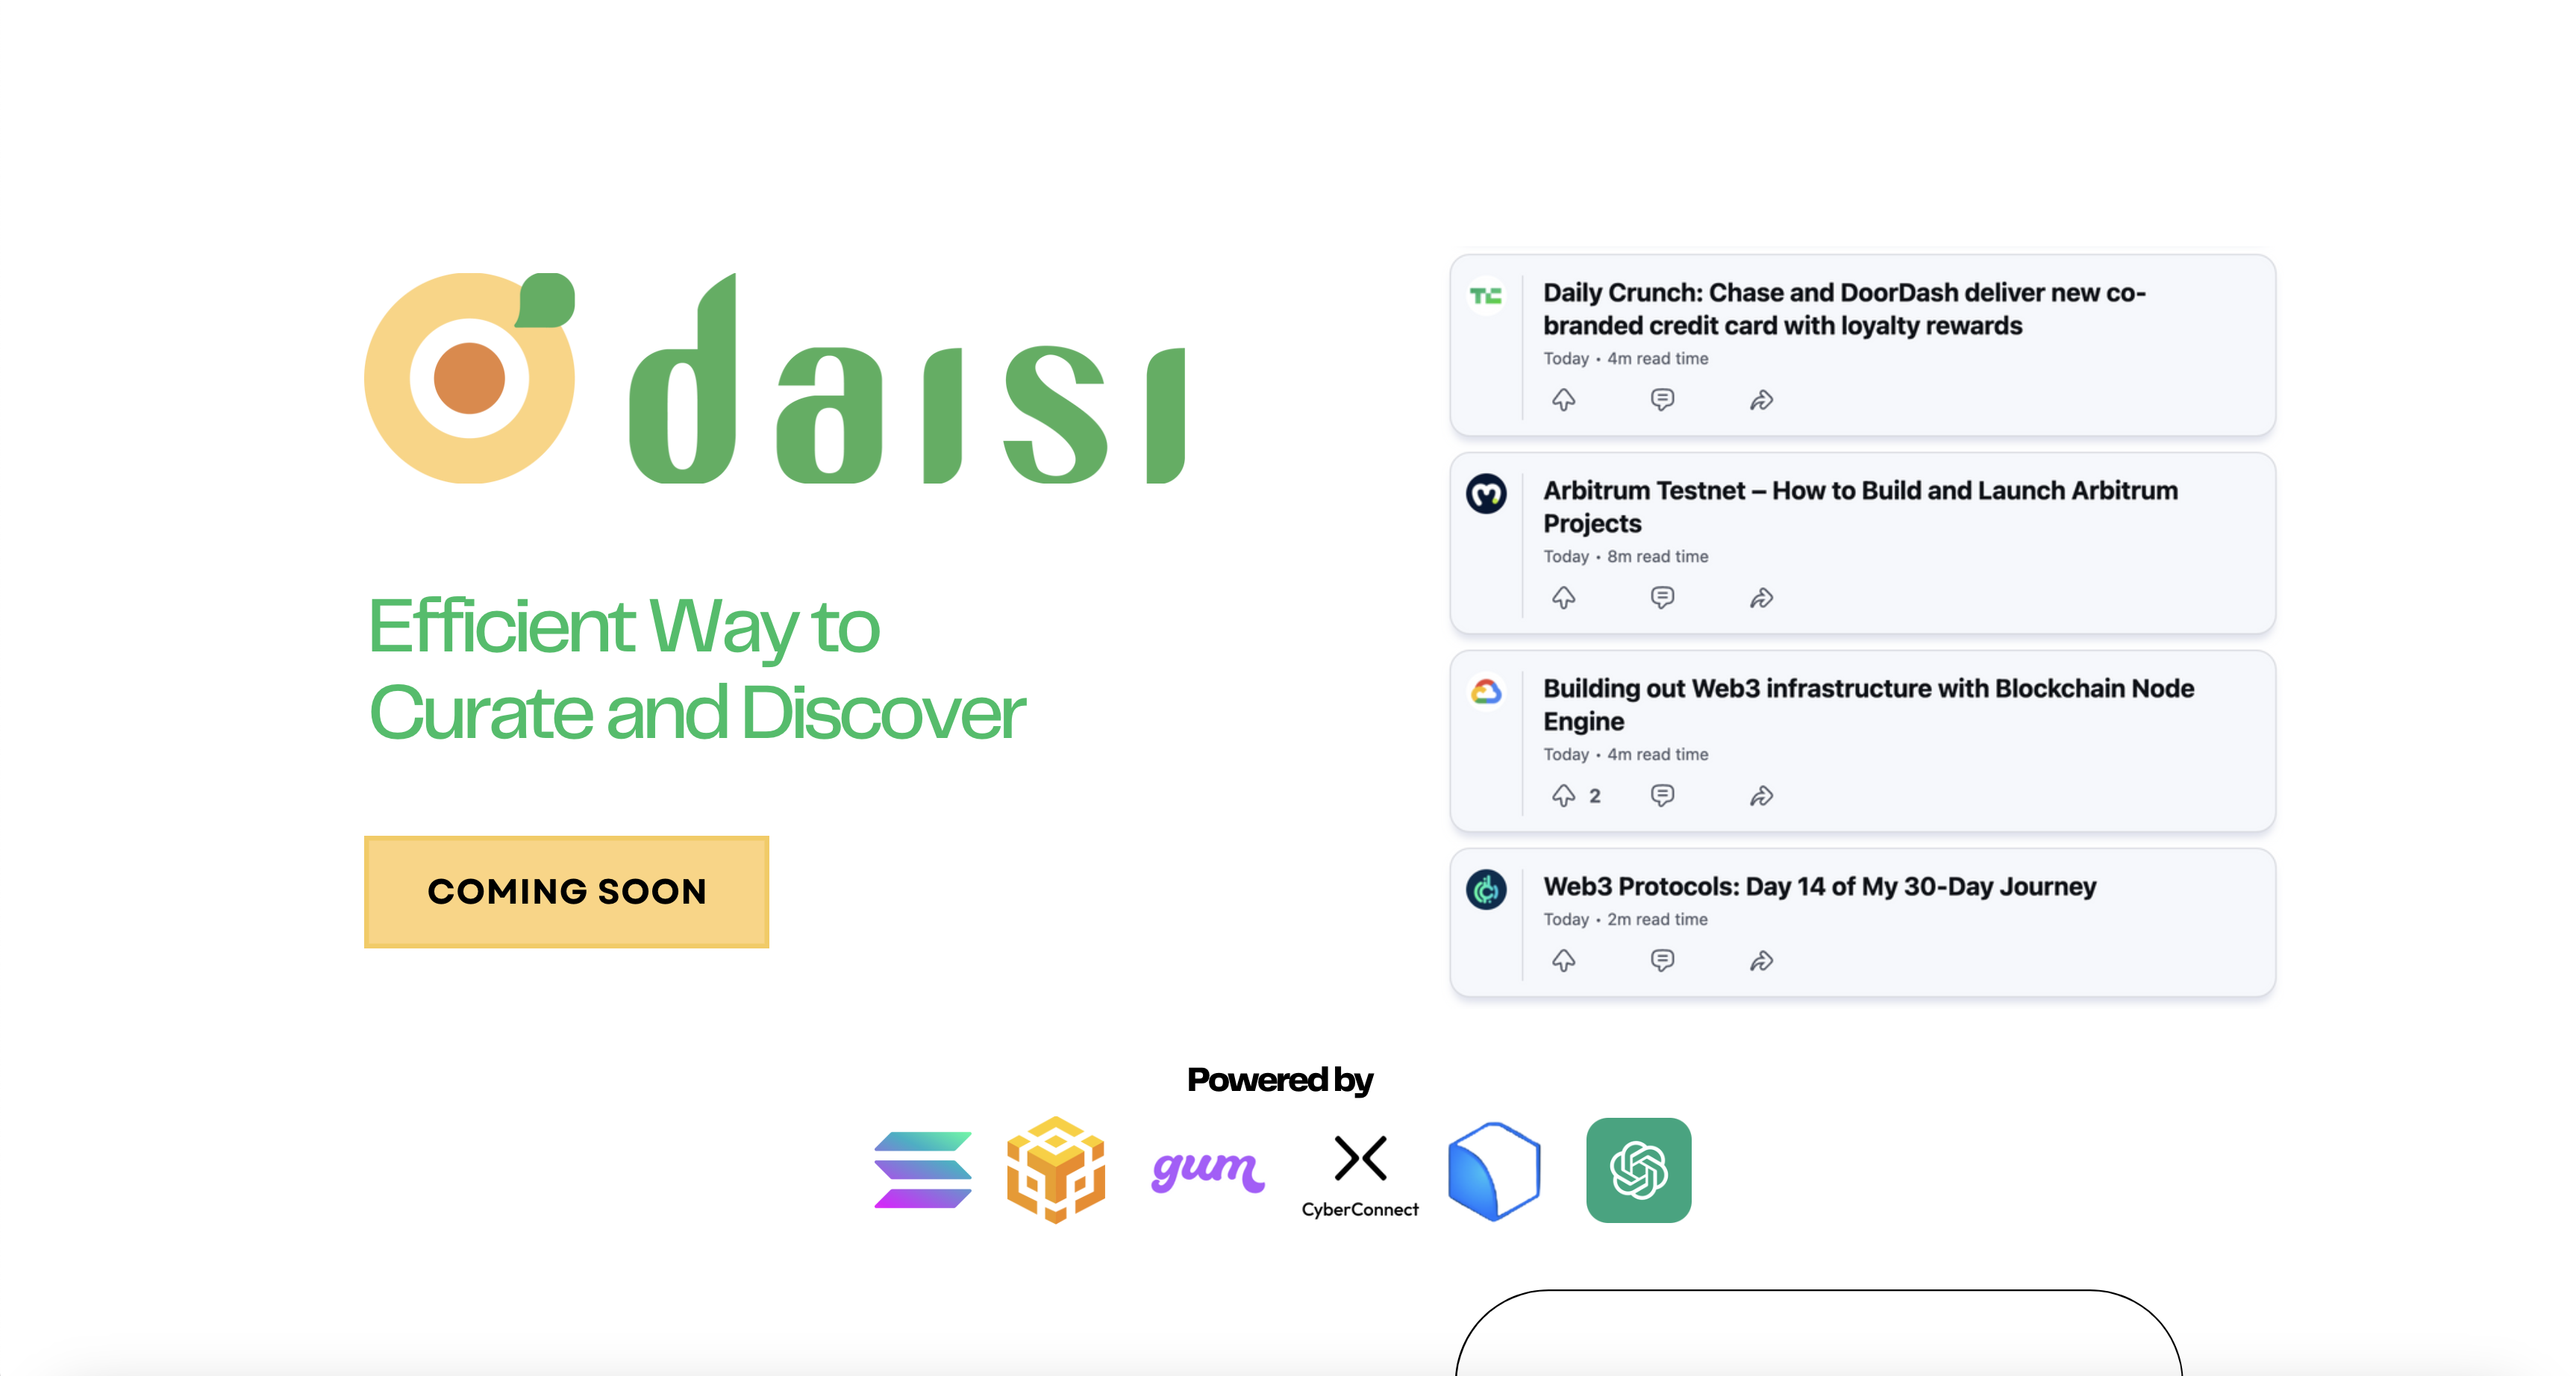 daisi
Efficient Way to
Curate and Discover
COMING SOON
TC
Daily Crunch: Chase and DoorDash deliver new co-
branded credit card with loyalty rewards
Today • 4m read time
Arbitrum Testnet – How to Build and Launch Arbitrum
Projects
Today • 8m read time
Building out Web3 infrastructure with Blockchain Node
Engine
Today • 4m read time
2
Web3 Protocols: Day 14 of My 30-Day Journey
Today • 2m read time
Powered by
gum
CyberConnect